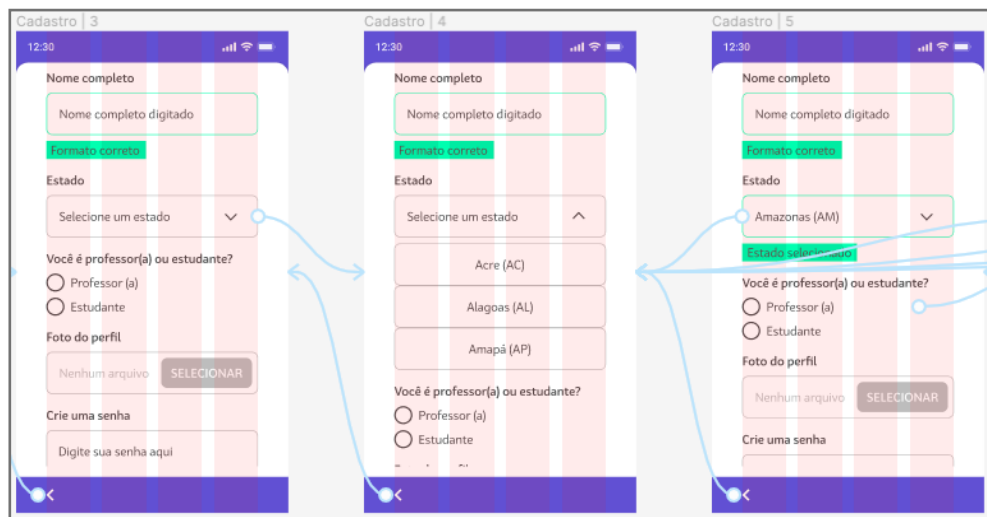 Cadastro | 3
12:30
Nome completo
Nome completo digitado
Formato correto
Estado
Selecione um estado
Você é professor(a) ou estudante?
Professor (a)
Estudante
Foto do perfil
Nenhum arquivo
SELECIONAR
Crie uma senha
Digite sua senha aqui
Cadastro | 4
12:30
Nome completo
Nome completo digitado
Formato correto
Estado
Selecione um estado
Acre (AC)
Alagoas (AL)
Amapá (AP)
Você é professor(a) ou estudante?
Professor (a)
Estudante
Cadastro | 5
12:30
Nome completo
Nome completo digitado
Formato correto
Estado
Amazonas (AM)
Estado selecionado
Você é professor(a) ou estudante?
Professor (a)
Estudante
Foto do perfil
Nenhum arquivo
SELECIONAR
Crie uma senha